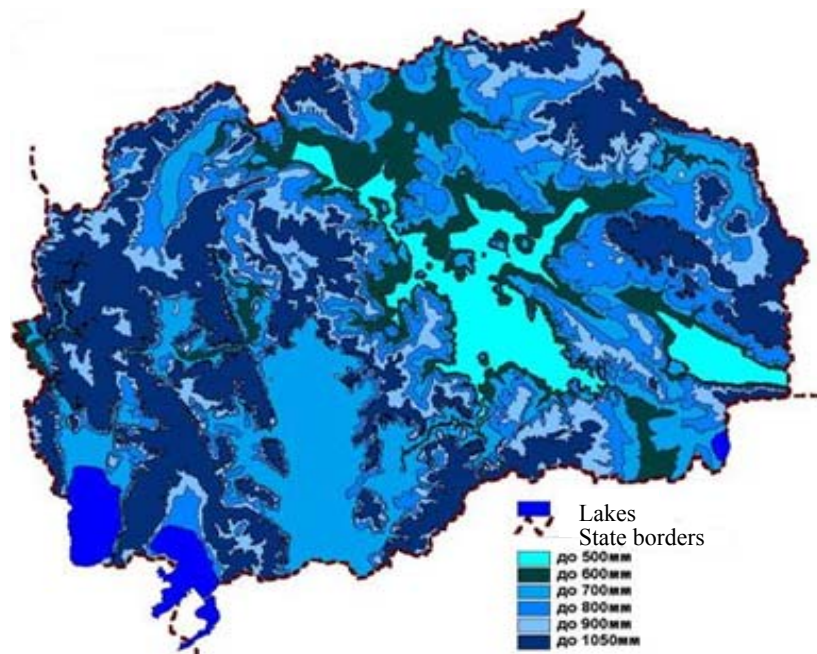 Lakes
State borders
до 500мм
до 600мм
до 700мм
до 800мм
до 900мм
до 1050мм